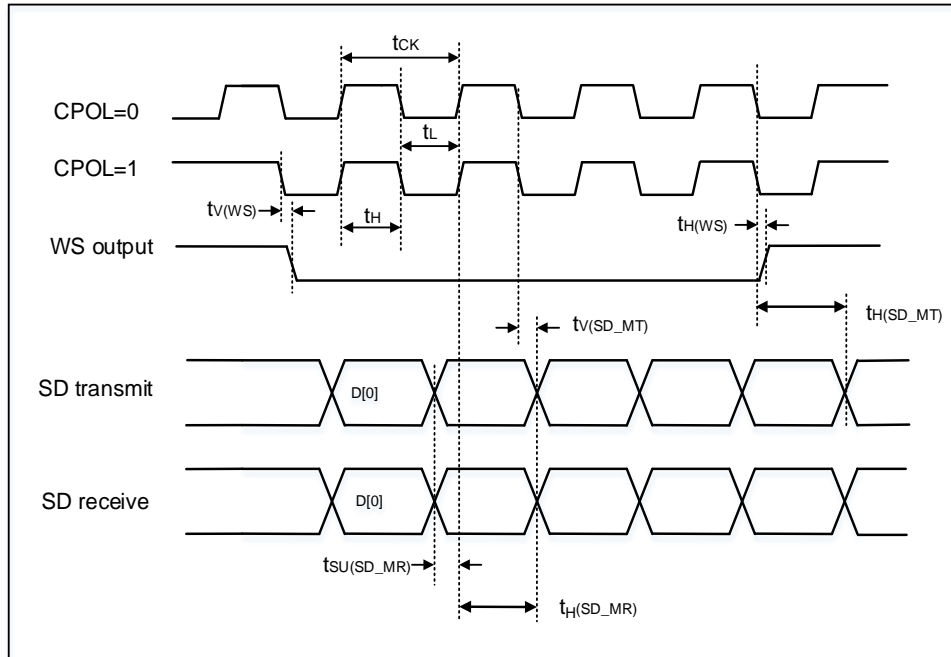 tCK
CPOL=0
tL
CPOL=1
tV(WS)
tH
tH(WS)
WS output
tV(SD_MT)
tH(SD_MT)
SD transmit
D[0]
SD receive
D[0]
tSU(SD_MR)
tH(SD_MR)